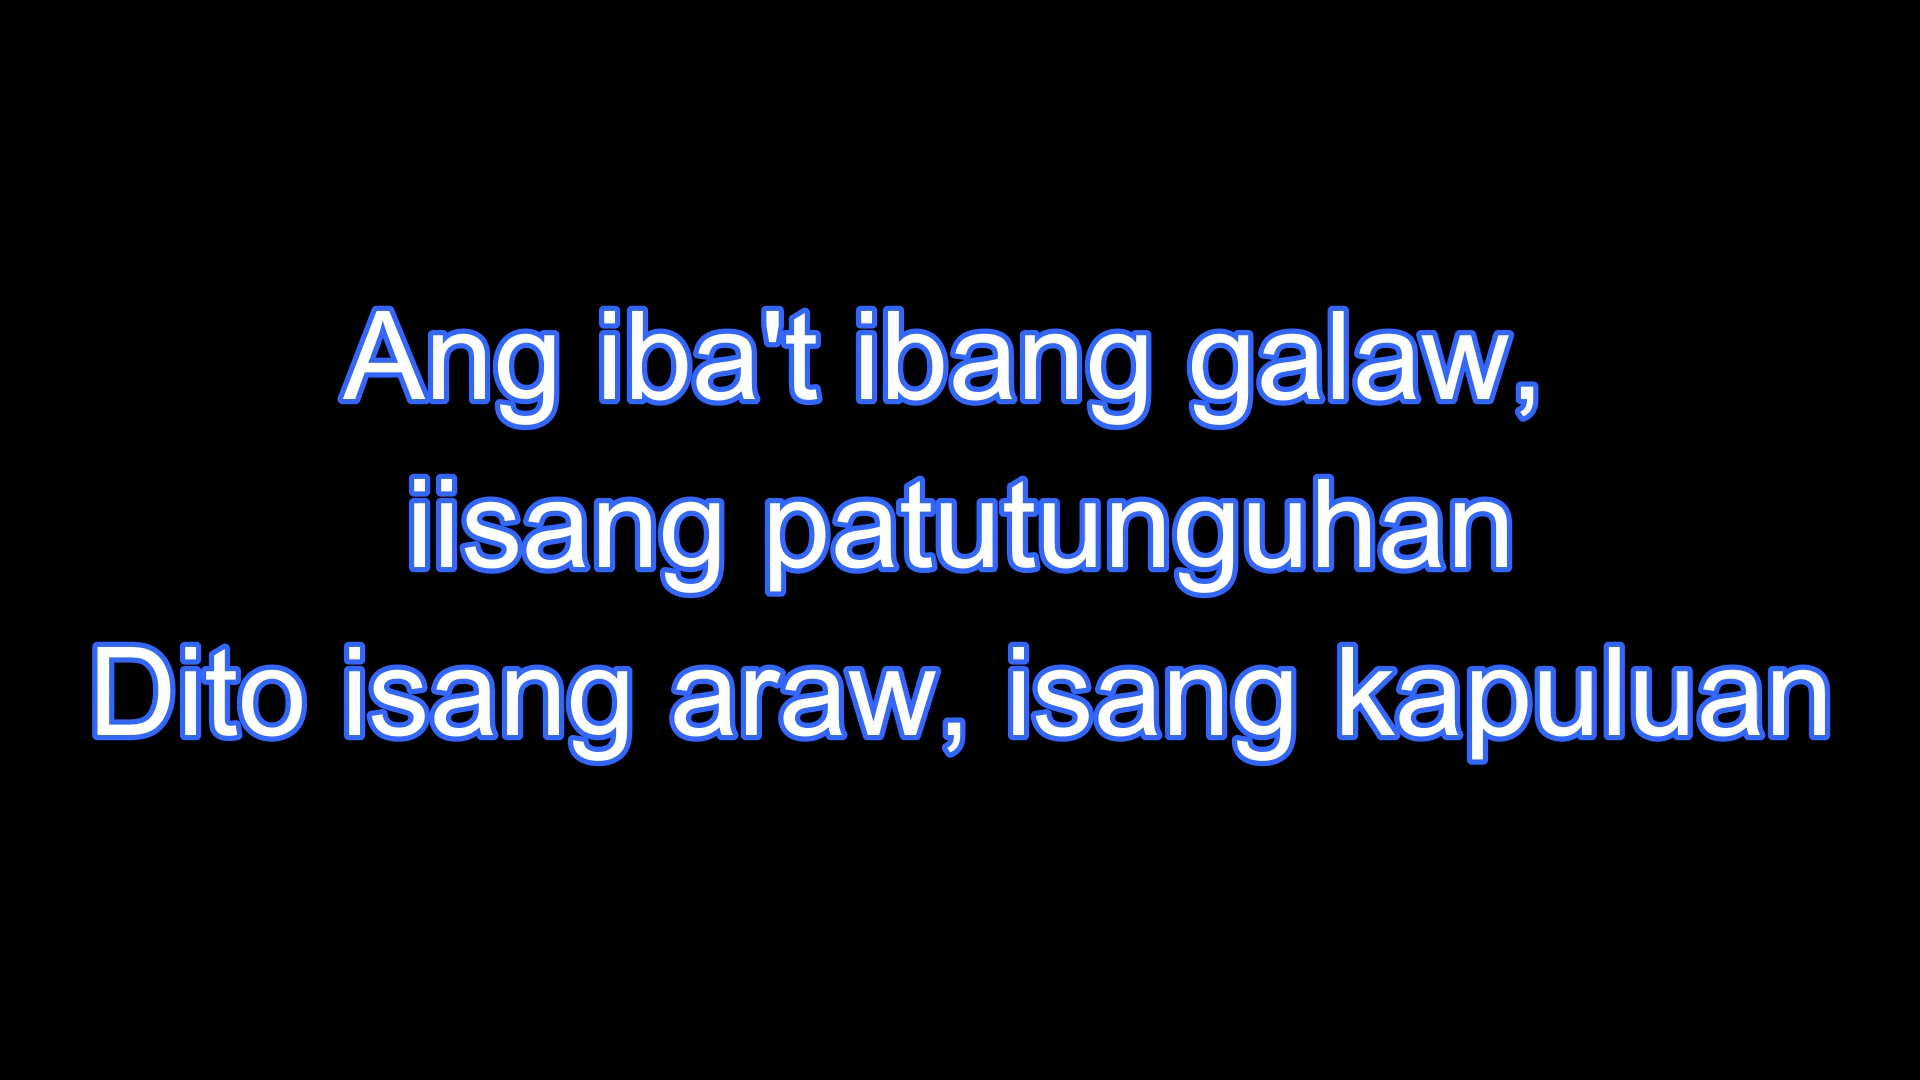 Ang iba't ibang galaw,
iisang patutunguhan
Dito isang araw, isang kapuluan